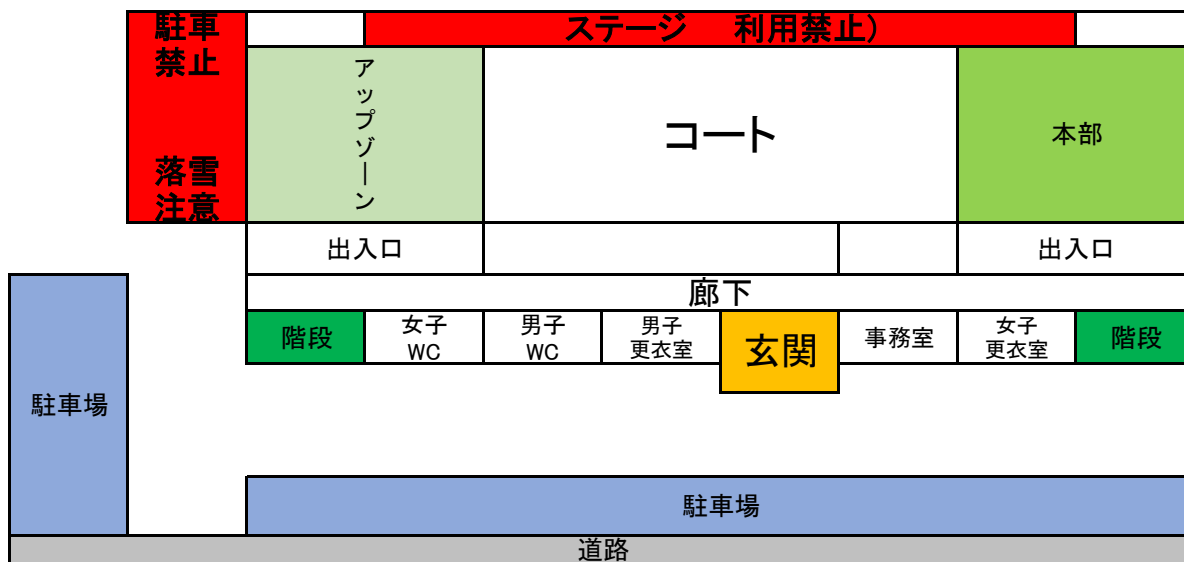 駐車
禁止
落雪
注意
ステージ　利用禁止）
アップゾーン
コート
本部
出入口
出入口
廊下
階段
女子
WC
男子
WC
男子
更衣室
玄関
事務室
女子
更衣室
階段
駐車場
駐車場
道路